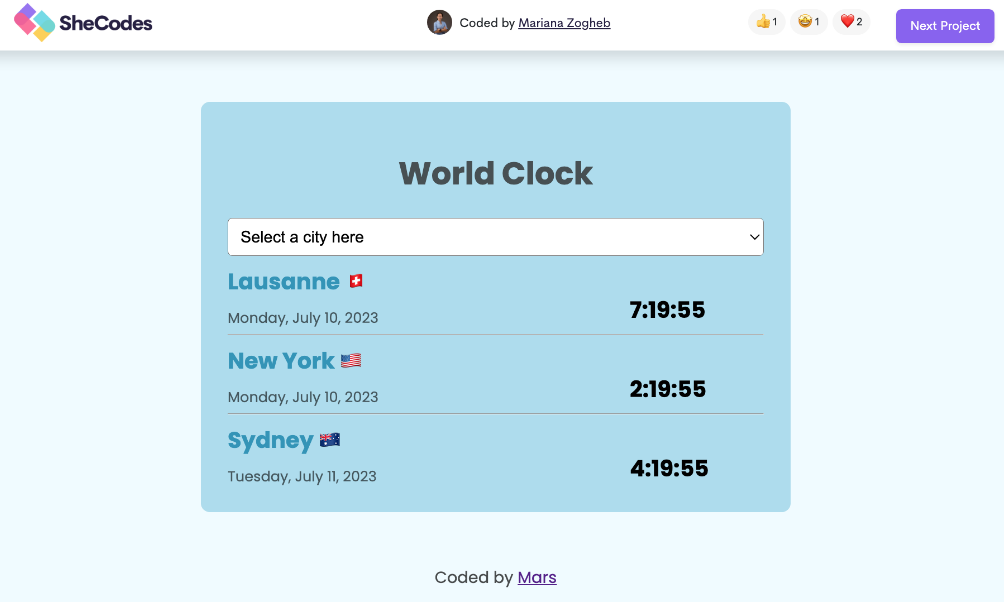 SheCodes
Coded by Mariana Zogheb
👍1 🤩1 ❤️2
Next Project
World Clock
Select a city here
Lausanne 🇨🇭
7:19:55
Monday, July 10, 2023
New York 🇺🇸
2:19:55
Monday, July 10, 2023
Sydney 🇦🇺
4:19:55
Tuesday, July 11, 2023
Coded by Mars